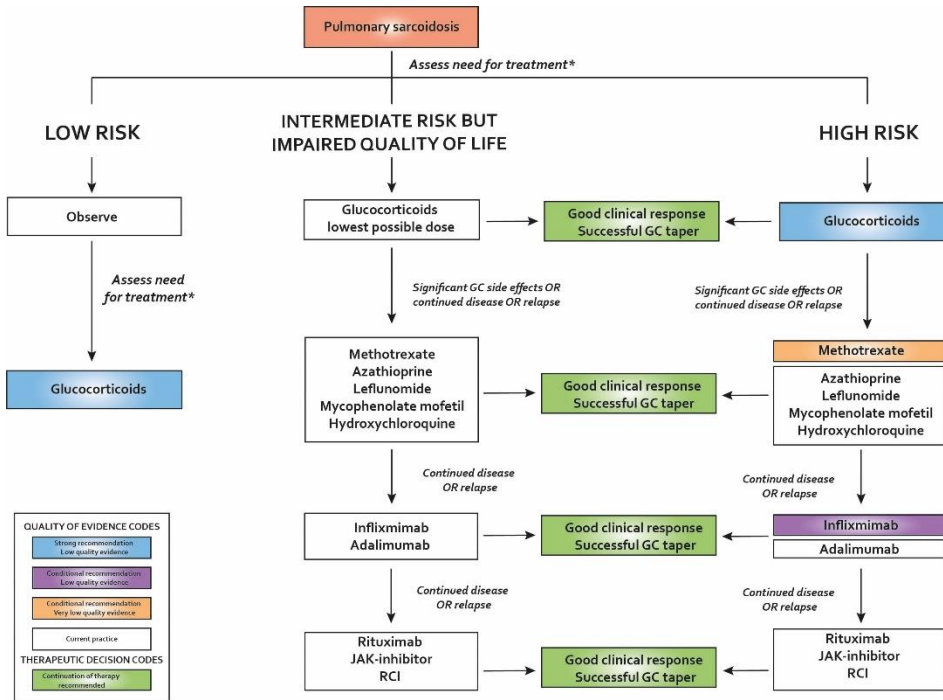 Pulmonary sarcoidosis
Assess need for treatment*
LOW RISK
INTERMEDIATE RISK BUT
IMPAIRED QUALITY OF LIFE
HIGH RISK
Observe
Glucocorticoids
lowest possible dose
Good clinical response
Successful GC taper
Glucocorticoids
Assess need
for treatment*
Significant GC side effects OR
continued disease OR relapse
Significant GC side effects OR
continued disease OR relapse
Glucocorticoids
Methotrexate
Azathioprine
Leflunomide
Mycophenolate mofetil
Hydroxychloroquine
Good clinical response
Successful GC taper
Methotrexate
Azathioprine
Leflunomide
Mycophenolate mofetil
Hydroxychloroquine
Continued disease
OR relapse
Continued disease
OR relapse
Inflixmimab
Adalimumab
Good clinical response
Successful GC taper
Inflixmimab
Adalimumab
Continued disease
OR relapse
Continued disease
OR relapse
Rituximab
JAK-inhibitor
RCI
Good clinical response
Successful GC taper
Rituximab
JAK-inhibitor
RCI
QUALITY OF EVIDENCE CODES
Strong recommendation
Low quality evidence
Conditional recommendation
Low quality evidence
Conditional recommendation
Very low quality evidence
Current practice
THERAPEUTIC DECISION CODES
Continuation of therapy
recommended